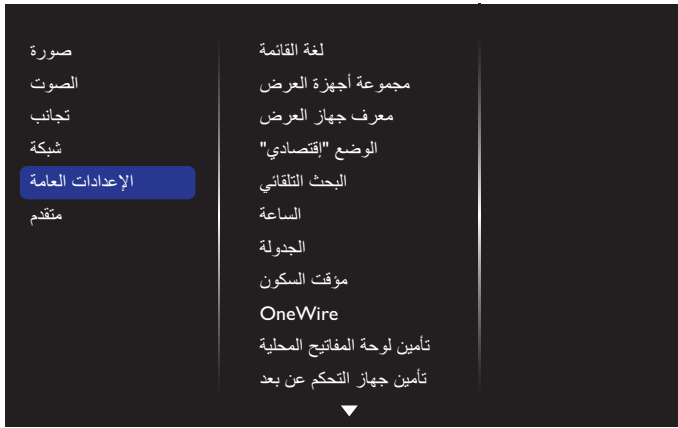 صورة
الصوت
تجانب
شبكة
الإعدادات العامة
متقدم
لغة القائمة
مجموعة أجهزة العرض
معرف جهاز العرض
الوضع "إقتصادي"
البحث التلقائي
الساعة
الجدولة
مؤقت السكون
OneWire
تأمين لوحة المفاتيح المحلية
تأمين جهاز التحكم عن بعد